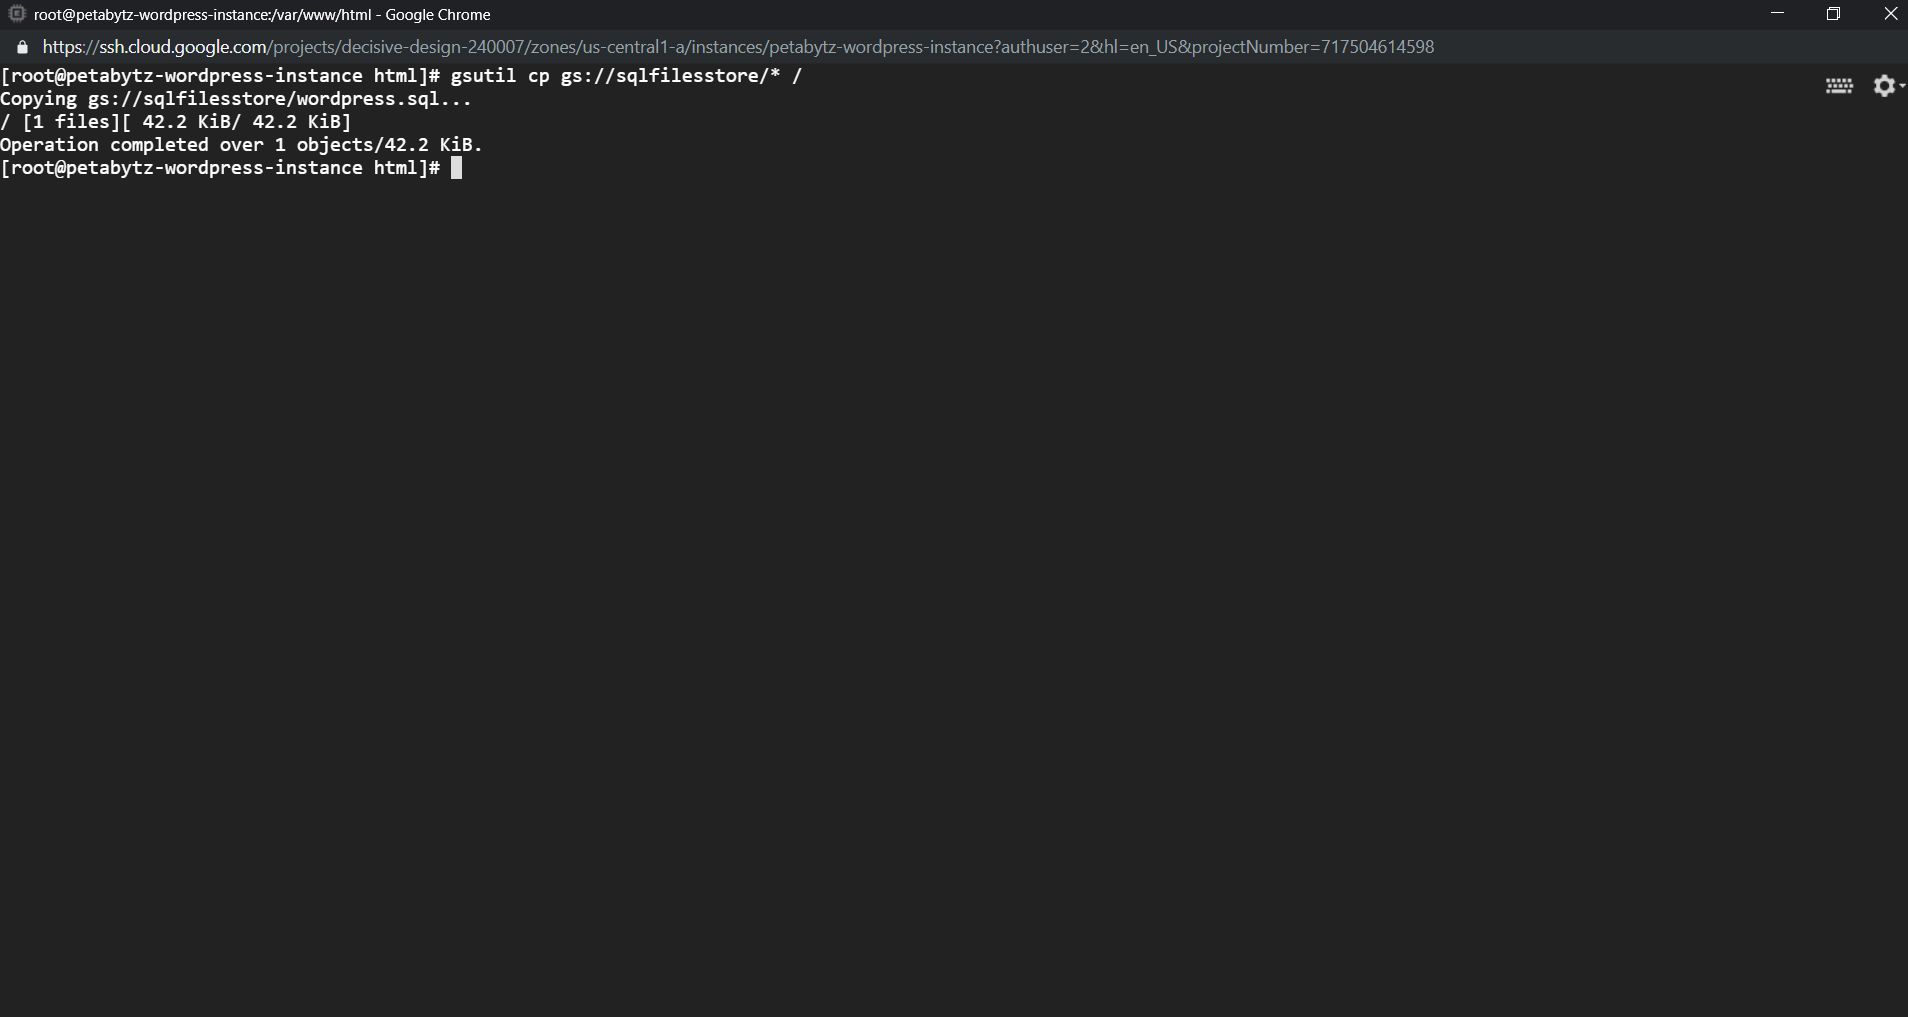 root@petabytz-wordpress-instance:/var/www/html - Google Chrome
https://ssh.cloud.google.com/projects/decisive-design-240007/zones/us-central1-a/instances/petabytz-wordpress-instance?authuser=2&hl=en_US&projectNumber=717504614598
[root@petabytz-wordpress-instance html]# gsutil cp gs://sqlfilesstore/* /
Copying gs://sqlfilesstore/wordpress.sql...
/ [1 files][ 42.2 KiB/ 42.2 KiB]
Operation completed over 1 objects/42.2 KiB.
[root@petabytz-wordpress-instance html]#